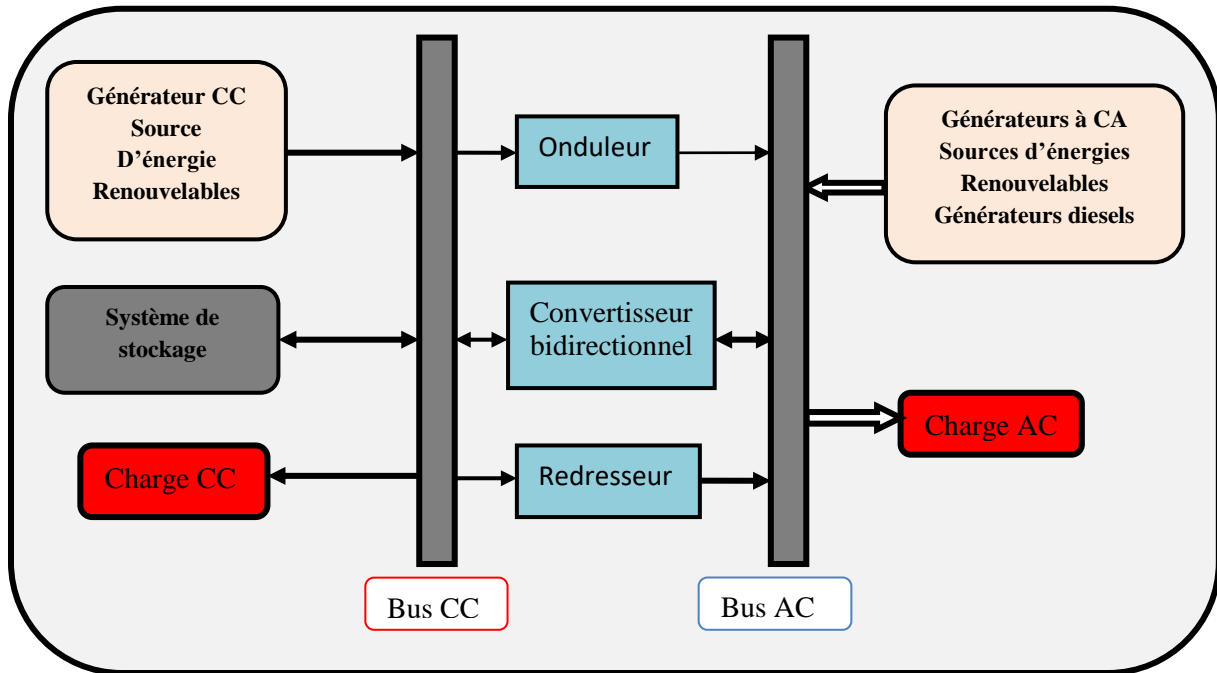 Générateur CC
Source
D’énergie
Renouvelables
Onduleur
Générateurs à CA
Sources d’énergies
Renouvelables
Générateurs diesels
Système de
stockage
Convertisseur
bidirectionnel
Charge AC
Charge CC
Redresseur
Bus CC
Bus AC